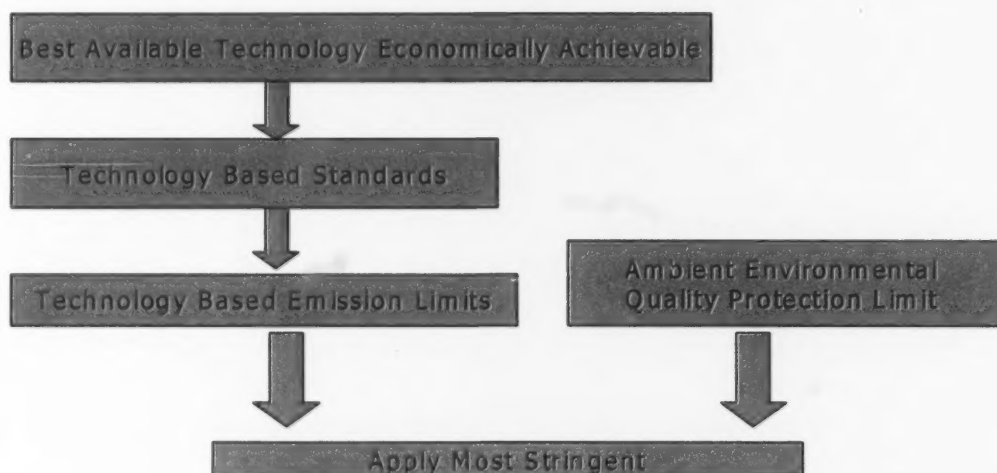 Best Available Technology Economically Achievable
Technology Based Standards
Technology Based Emission Limits
Ambient Environmental
Quality Protection Limit
Apply Most Stringent